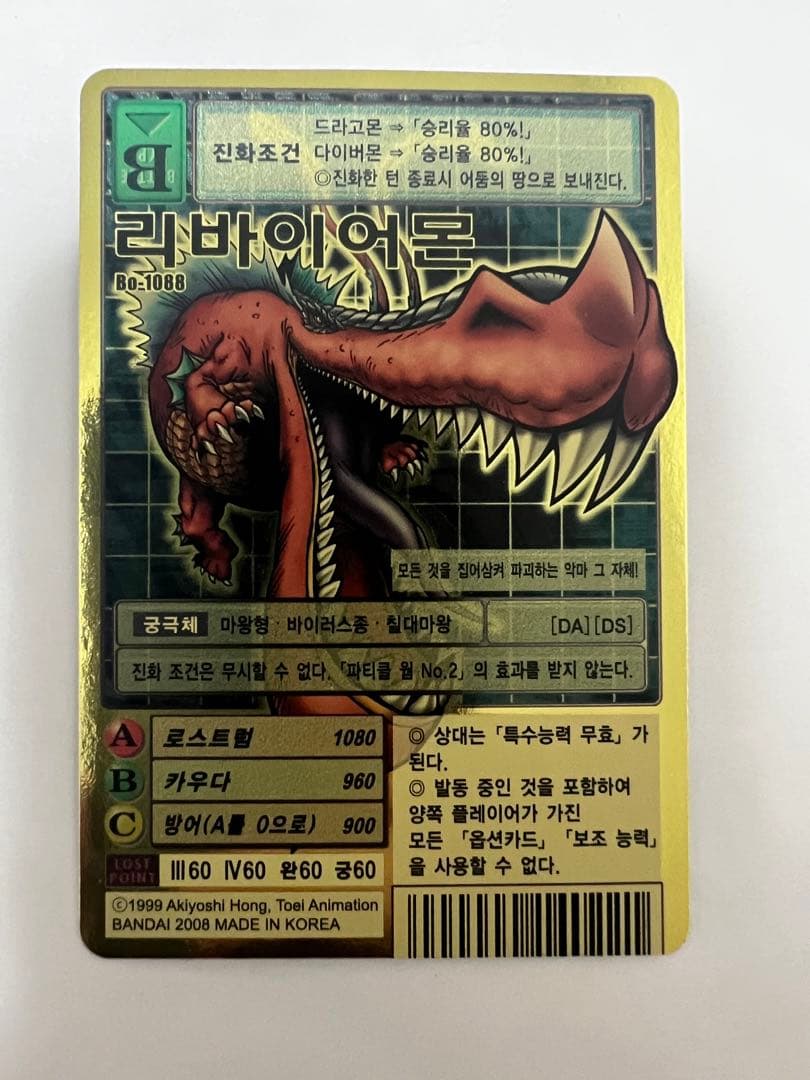 B
진화조건
드라고몬 ⇒ 「승리율 80%!」
다이버몬 ⇒ 「승리율 80%!」
◎진화한 턴 종료시 어둠의 땅으로 보내진다.
리바이어몬
Bo-1088
모든 것을 집어삼켜 파괴하는 악마 그 자체!
궁극체 마왕형·바이러스종·칠대마왕 [DA][DS]
진화 조건은 무시할 수 없다. 「파티클 웜 No.2」의 효과를 받지 않는다.
A 로스트럼 1080
B 카우다 960
C 방어(A를 0으로) 900
LOST POINT Ⅲ60 Ⅳ60 완60 궁60
◎ 상대는 「특수능력 무효」가
된다.
◎ 발동 중인 것을 포함하여
양쪽 플레이어가 가진
모든 「옵션카드」 「보조 능력」
을 사용할 수 없다.
©1999 Akiyoshi Hong, Toei Animation
BANDAI 2008 MADE IN KOREA